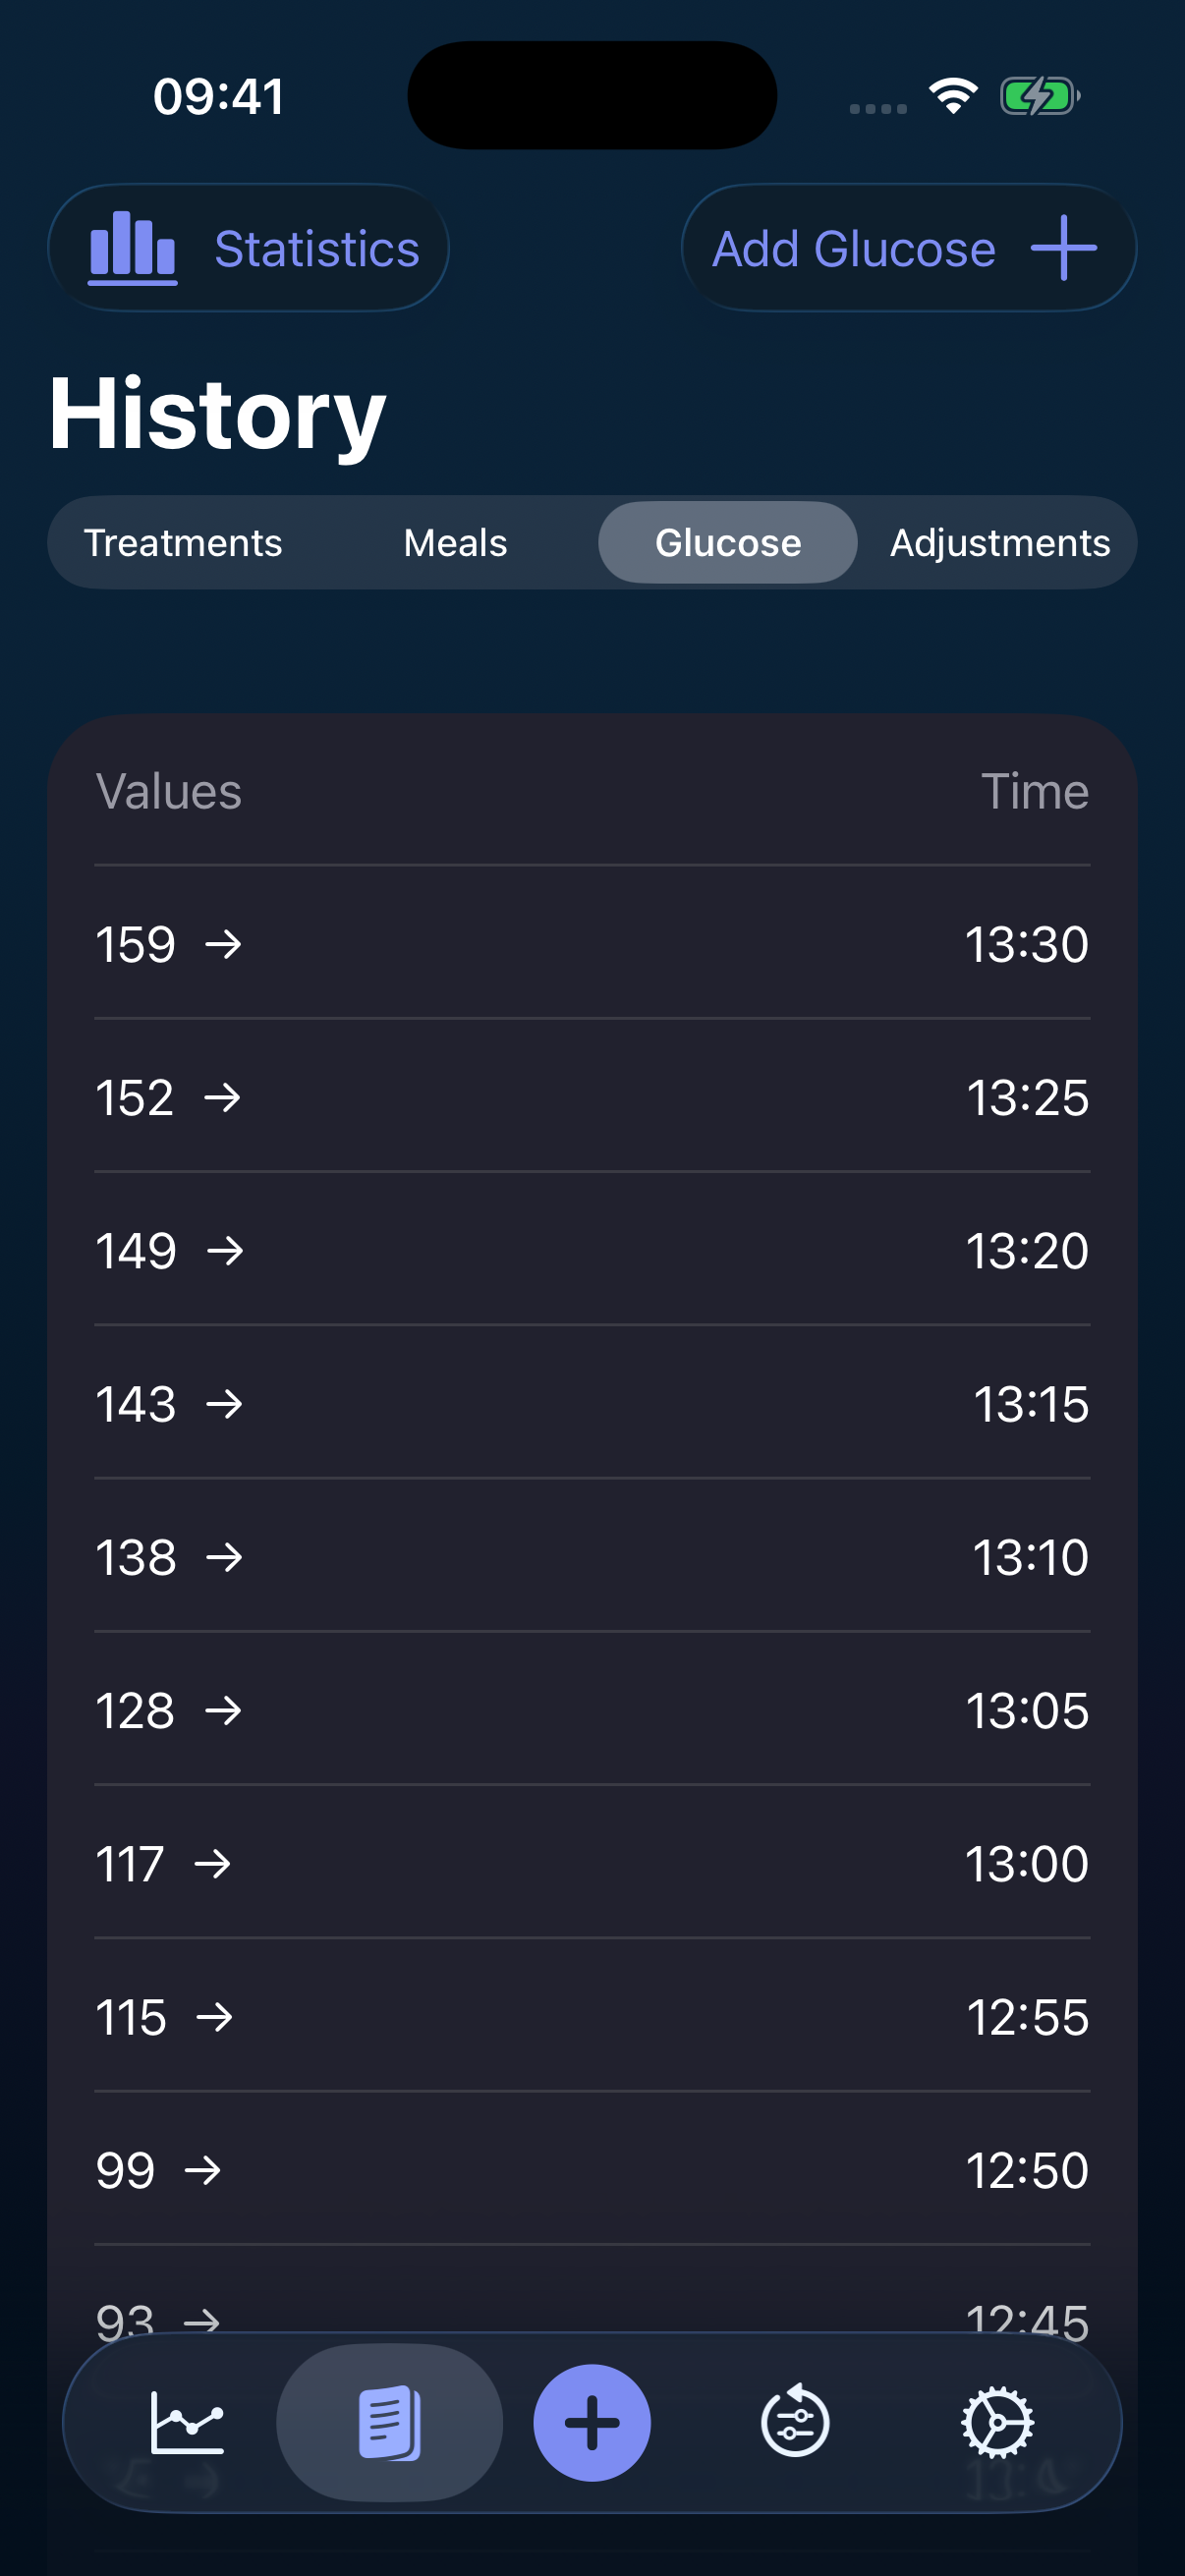 09:41
Statistics
Add Glucose
History
Treatments Meals Glucose Adjustments
Values Time
159 → 13:30
152 → 13:25
149 → 13:20
143 → 13:15
138 → 13:10
128 → 13:05
117 → 13:00
115 → 12:55
99 → 12:50
93 → 12:45